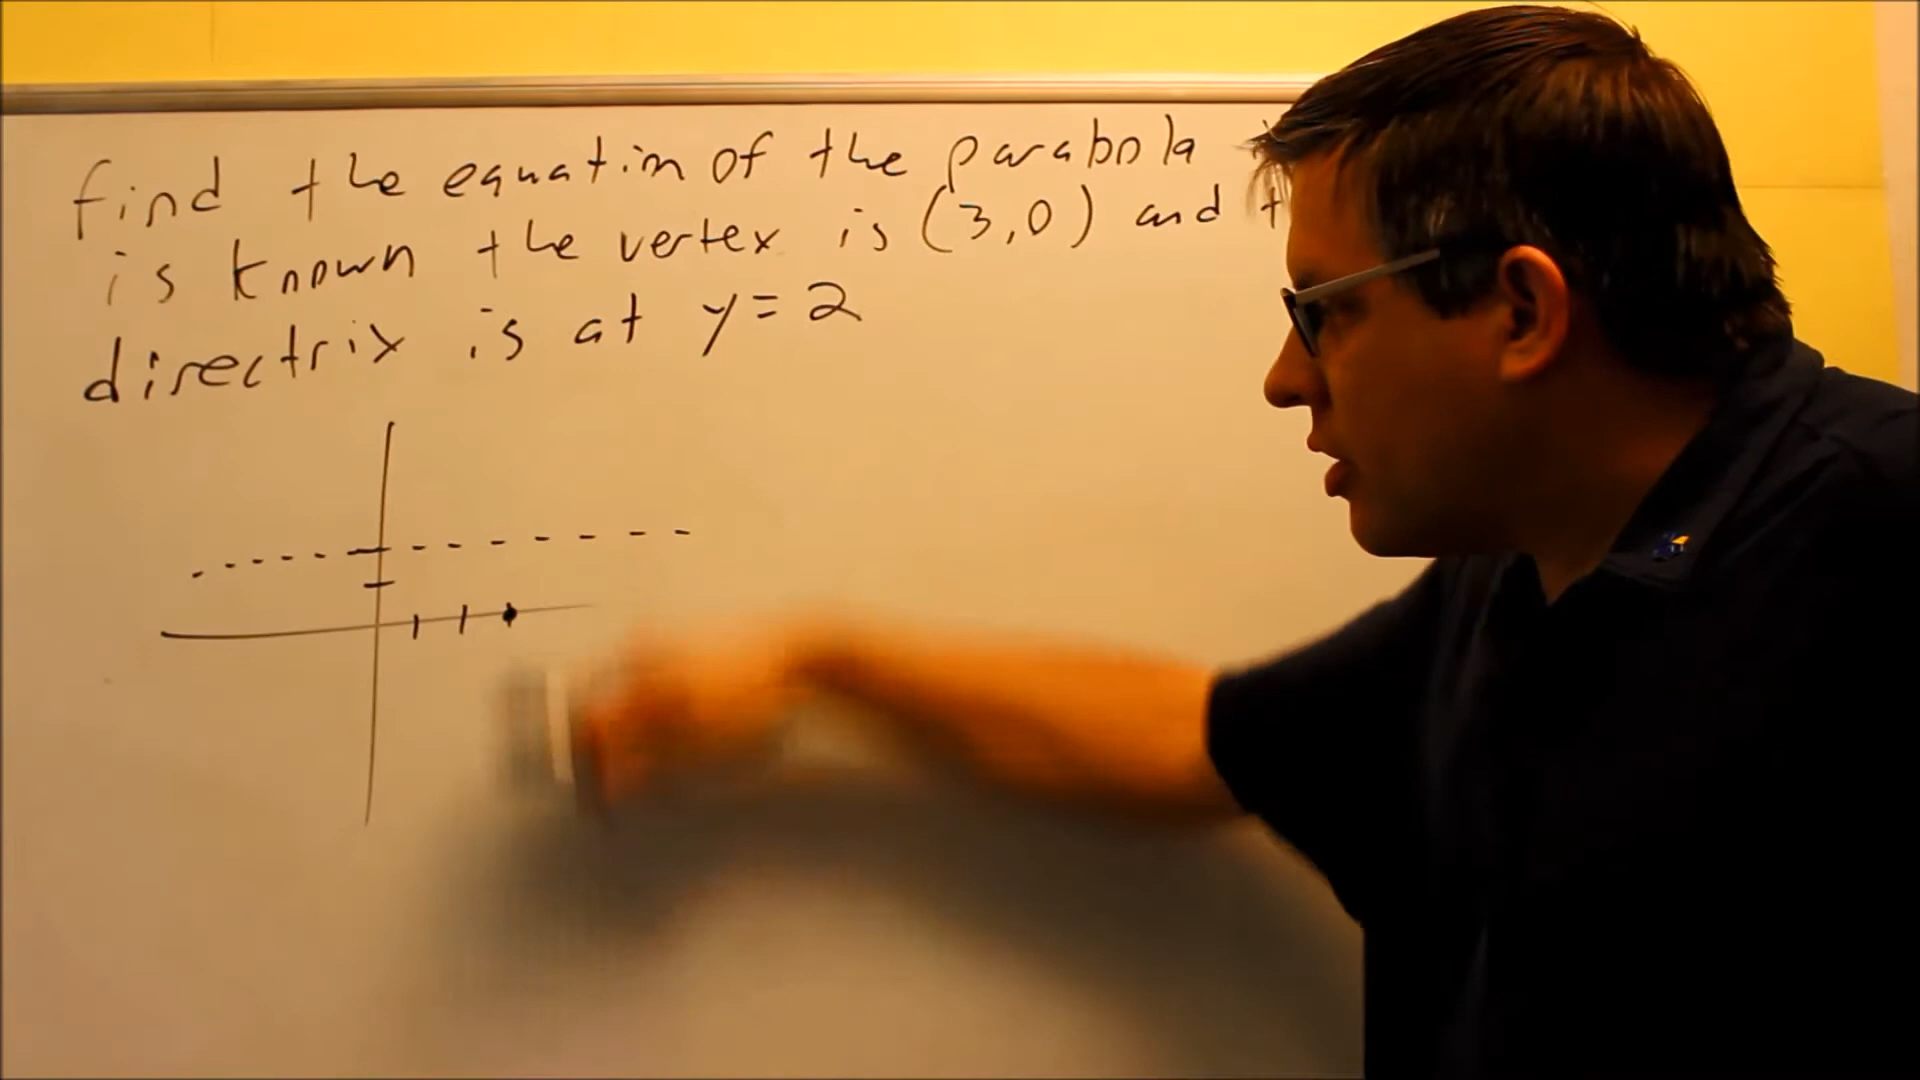 find the equation of the parabola
is known the vertex is (3,0) and
directrix is at y=2